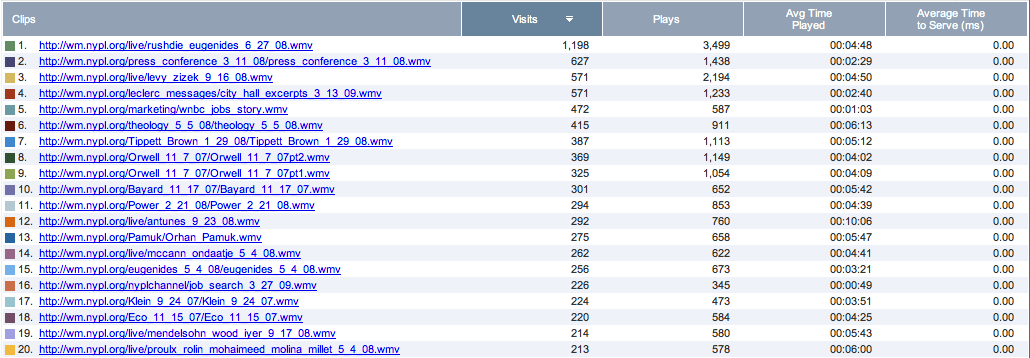 Clips Visits Plays Avg Time Played Average Time to Serve (ms)
1. http://wm.nypl.org/live/rushdie_eugenides_6_27_08.wmv 1,198 3,499 00:04:48 0.00
2. http://wm.nypl.org/press_conference_3_11_08/press_conference_3_11_08.wmv 627 1,438 00:02:29 0.00
3. http://wm.nypl.org/live/levy_zizek_9_16_08.wmv 571 2,194 00:04:50 0.00
4. http://wm.nypl.org/leclerc_messages/city_hall_excerpts_3_13_09.wmv 571 1,233 00:02:40 0.00
5. http://wm.nypl.org/marketing/wnbc_jobs_story.wmv 472 587 00:01:03 0.00
6. http://wm.nypl.org/theology_5_5_08/theology_5_5_08.wmv 415 911 00:06:13 0.00
7. http://wm.nypl.org/Tippett_Brown_1_29_08/Tippett_Brown_1_29_08.wmv 387 1,113 00:05:12 0.00
8. http://wm.nypl.org/Orwell_11_7_07/Orwell_11_7_07pt2.wmv 369 1,149 00:04:02 0.00
9. http://wm.nypl.org/Orwell_11_7_07/Orwell_11_7_07pt1.wmv 325 1,054 00:04:09 0.00
10. http://wm.nypl.org/Bayard_11_17_07/Bayard_11_17_07.wmv 301 652 00:05:42 0.00
11. http://wm.nypl.org/Power_2_21_08/Power_2_21_08.wmv 294 853 00:04:39 0.00
12. http://wm.nypl.org/live/antunes_9_23_08.wmv 292 760 00:10:06 0.00
13. http://wm.nypl.org/Pamuk/Orhan_Pamuk.wmv 275 658 00:05:47 0.00
14. http://wm.nypl.org/live/mccann_ondaatje_5_4_08.wmv 262 622 00:04:41 0.00
15. http://wm.nypl.org/eugenides_5_4_08/eugenides_5_4_08.wmv 256 673 00:03:21 0.00
16. http://wm.nypl.org/nyplchannel/job_search_3_27_09.wmv 226 345 00:00:49 0.00
17. http://wm.nypl.org/Klein_9_24_07/Klein_9_24_07.wmv 224 473 00:03:51 0.00
18. http://wm.nypl.org/Eco_11_15_07/Eco_11_15_07.wmv 220 584 00:04:25 0.00
19. http://wm.nypl.org/live/mendelsohn_wood_iyer_9_17_08.wmv 214 580 00:05:43 0.00
20. http://wm.nypl.org/live/proulx_rolin_mohaimeed_molina_millet_5_4_08.wmv 213 578 00:06:00 0.00